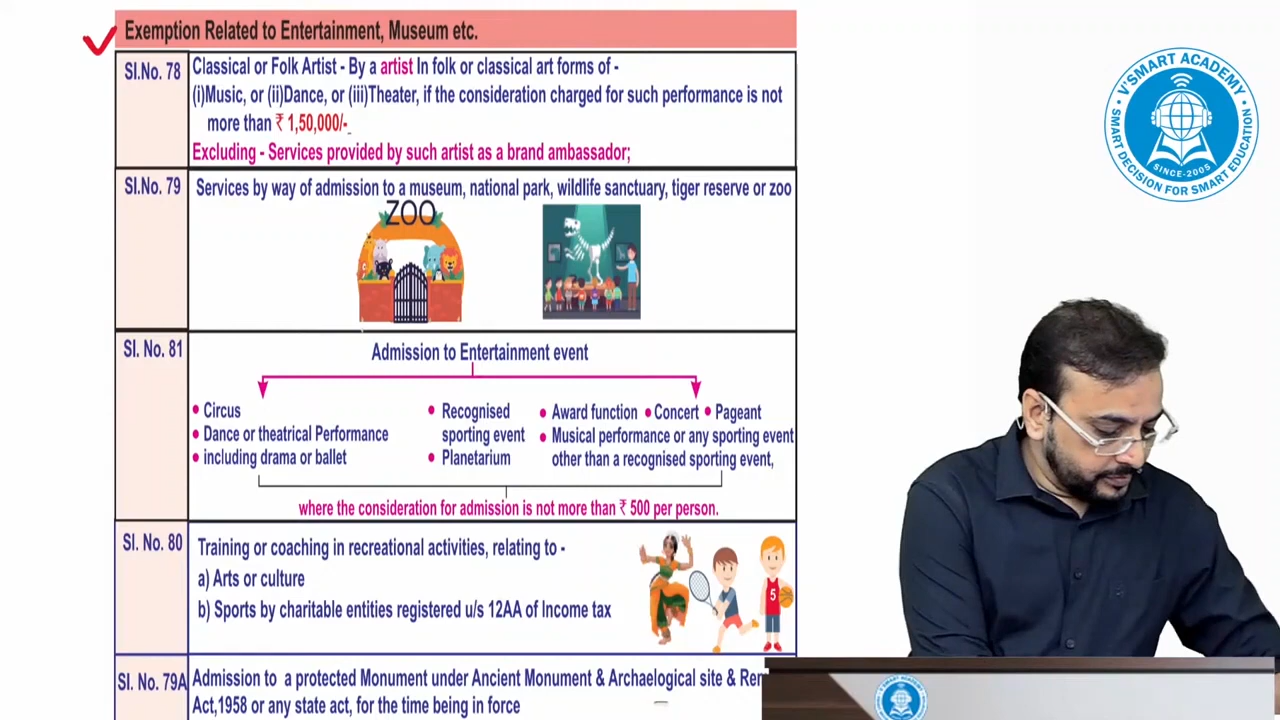 Exemption Related to Entertainment, Museum etc.
SI.No. 78
Classical or Folk Artist - By a artist In folk or classical art forms of -
(i)Music, or (ii)Dance, or (iii)Theater, if the consideration charged for such performance is not
more than ₹ 1,50,000/-
Excluding - Services provided by such artist as a brand ambassador;
SI.No. 79
Services by way of admission to a museum, national park, wildlife sanctuary, tiger reserve or zoo
ZOO
SI. No. 81
Admission to Entertainment event
• Circus
• Dance or theatrical Performance
• including drama or ballet
• Recognised
sporting event
• Planetarium
• Award function • Concert • Pageant
• Musical performance or any sporting event
other than a recognised sporting event,
where the consideration for admission is not more than ₹ 500 per person.
SI. No. 80
Training or coaching in recreational activities, relating to -
a) Arts or culture
b) Sports by charitable entities registered u/s 12AA of Income tax
5
SI. No. 79A
Admission to a protected Monument under Ancient Monument & Archaelogical site &
Act,1958 or any state act, for the time being in force
V'SMART ACADEMY
SINCE-2005
SMART DECISION FOR SMART EDUCATION